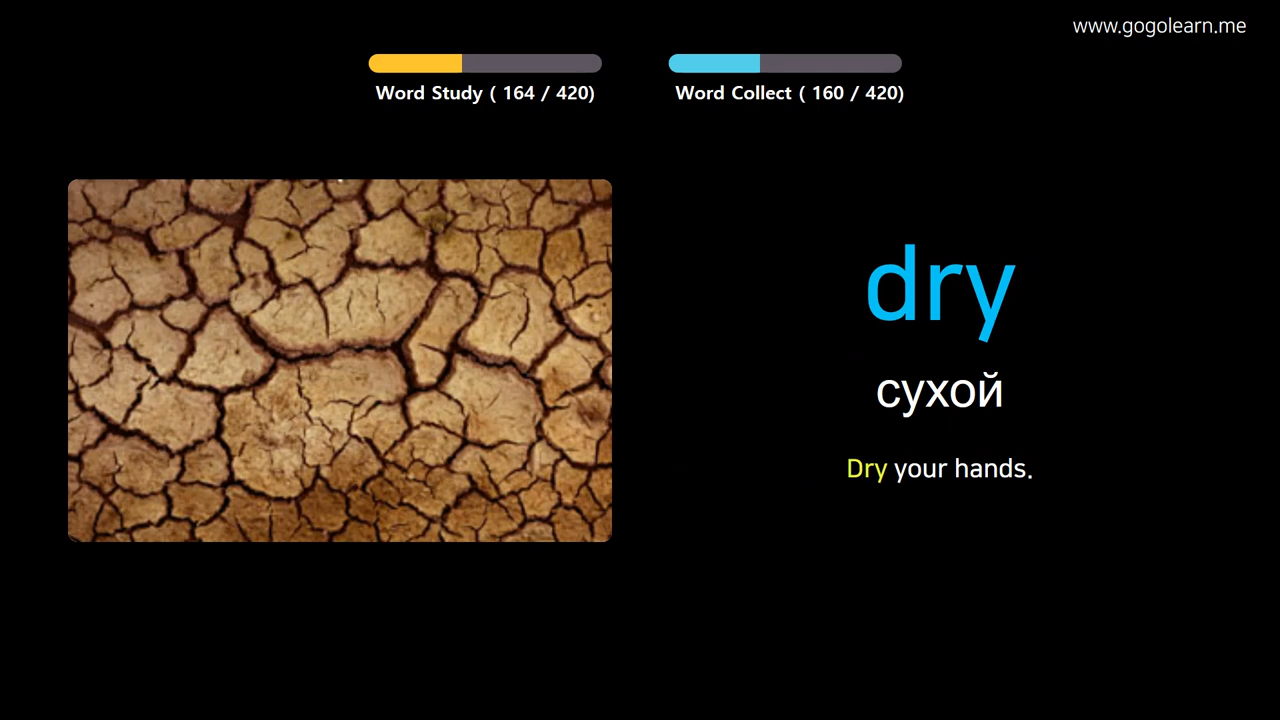 www.gogolearn.me
Word Study ( 164 / 420)
Word Collect ( 160 / 420)
dry
сухой
Dry your hands.